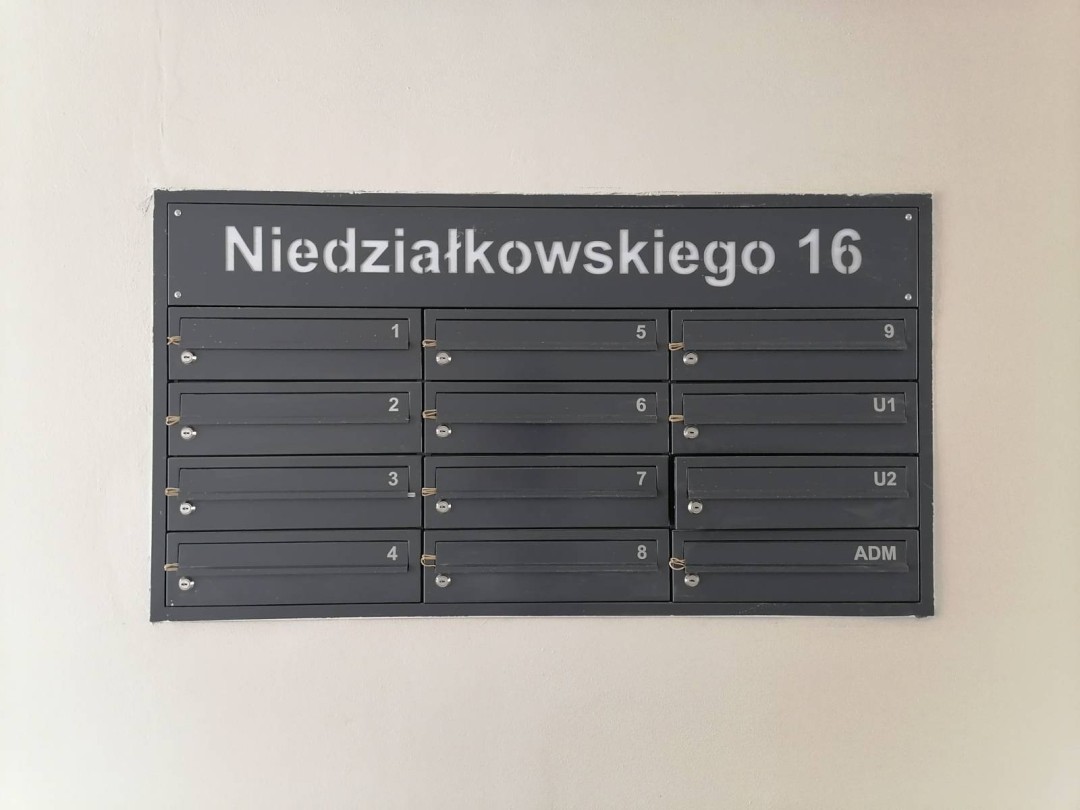 Niedziałkowskiego 16
1 5 9
2 6 U1
3 7 U2
4 8 ADM